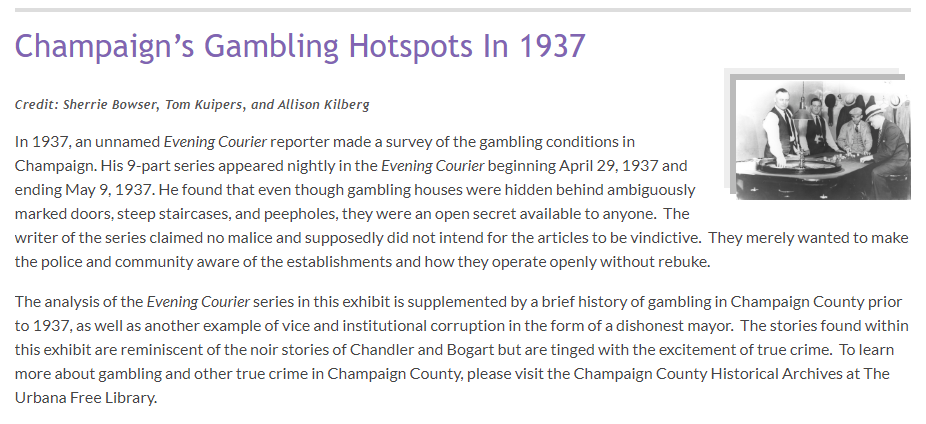 Champaign’s Gambling Hotspots In 1937
Credit: Sherrie Bowser, Tom Kuipers, and Allison Kilberg
In 1937, an unnamed Evening Courier reporter made a survey of the gambling conditions in
Champaign. His 9-part series appeared nightly in the Evening Courier beginning April 29, 1937 and
ending May 9, 1937. He found that even though gambling houses were hidden behind ambiguously
marked doors, steep staircases, and peepholes, they were an open secret available to anyone.  The
writer of the series claimed no malice and supposedly did not intend for the articles to be vindictive.  They merely wanted to make
the police and community aware of the establishments and how they operate openly without rebuke.
The analysis of the Evening Courier series in this exhibit is supplemented by a brief history of gambling in Champaign County prior
to 1937, as well as another example of vice and institutional corruption in the form of a dishonest mayor.  The stories found within
this exhibit are reminiscent of the noir stories of Chandler and Bogart but are tinged with the excitement of true crime.  To learn
more about gambling and other true crime in Champaign County, please visit the Champaign County Historical Archives at The
Urbana Free Library.